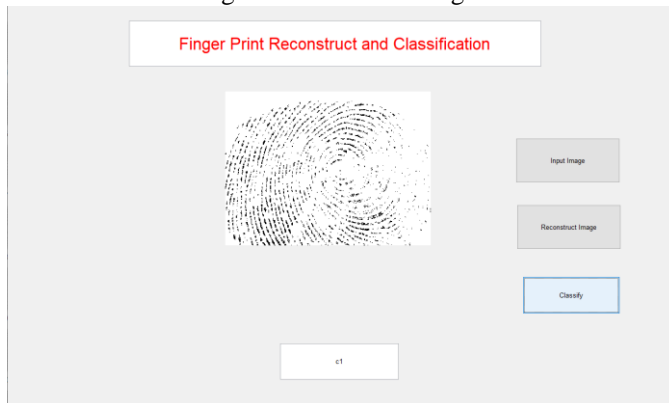 Finger Print Reconstruct and Classification
Input Image
Reconstruct Image
Classify
c1